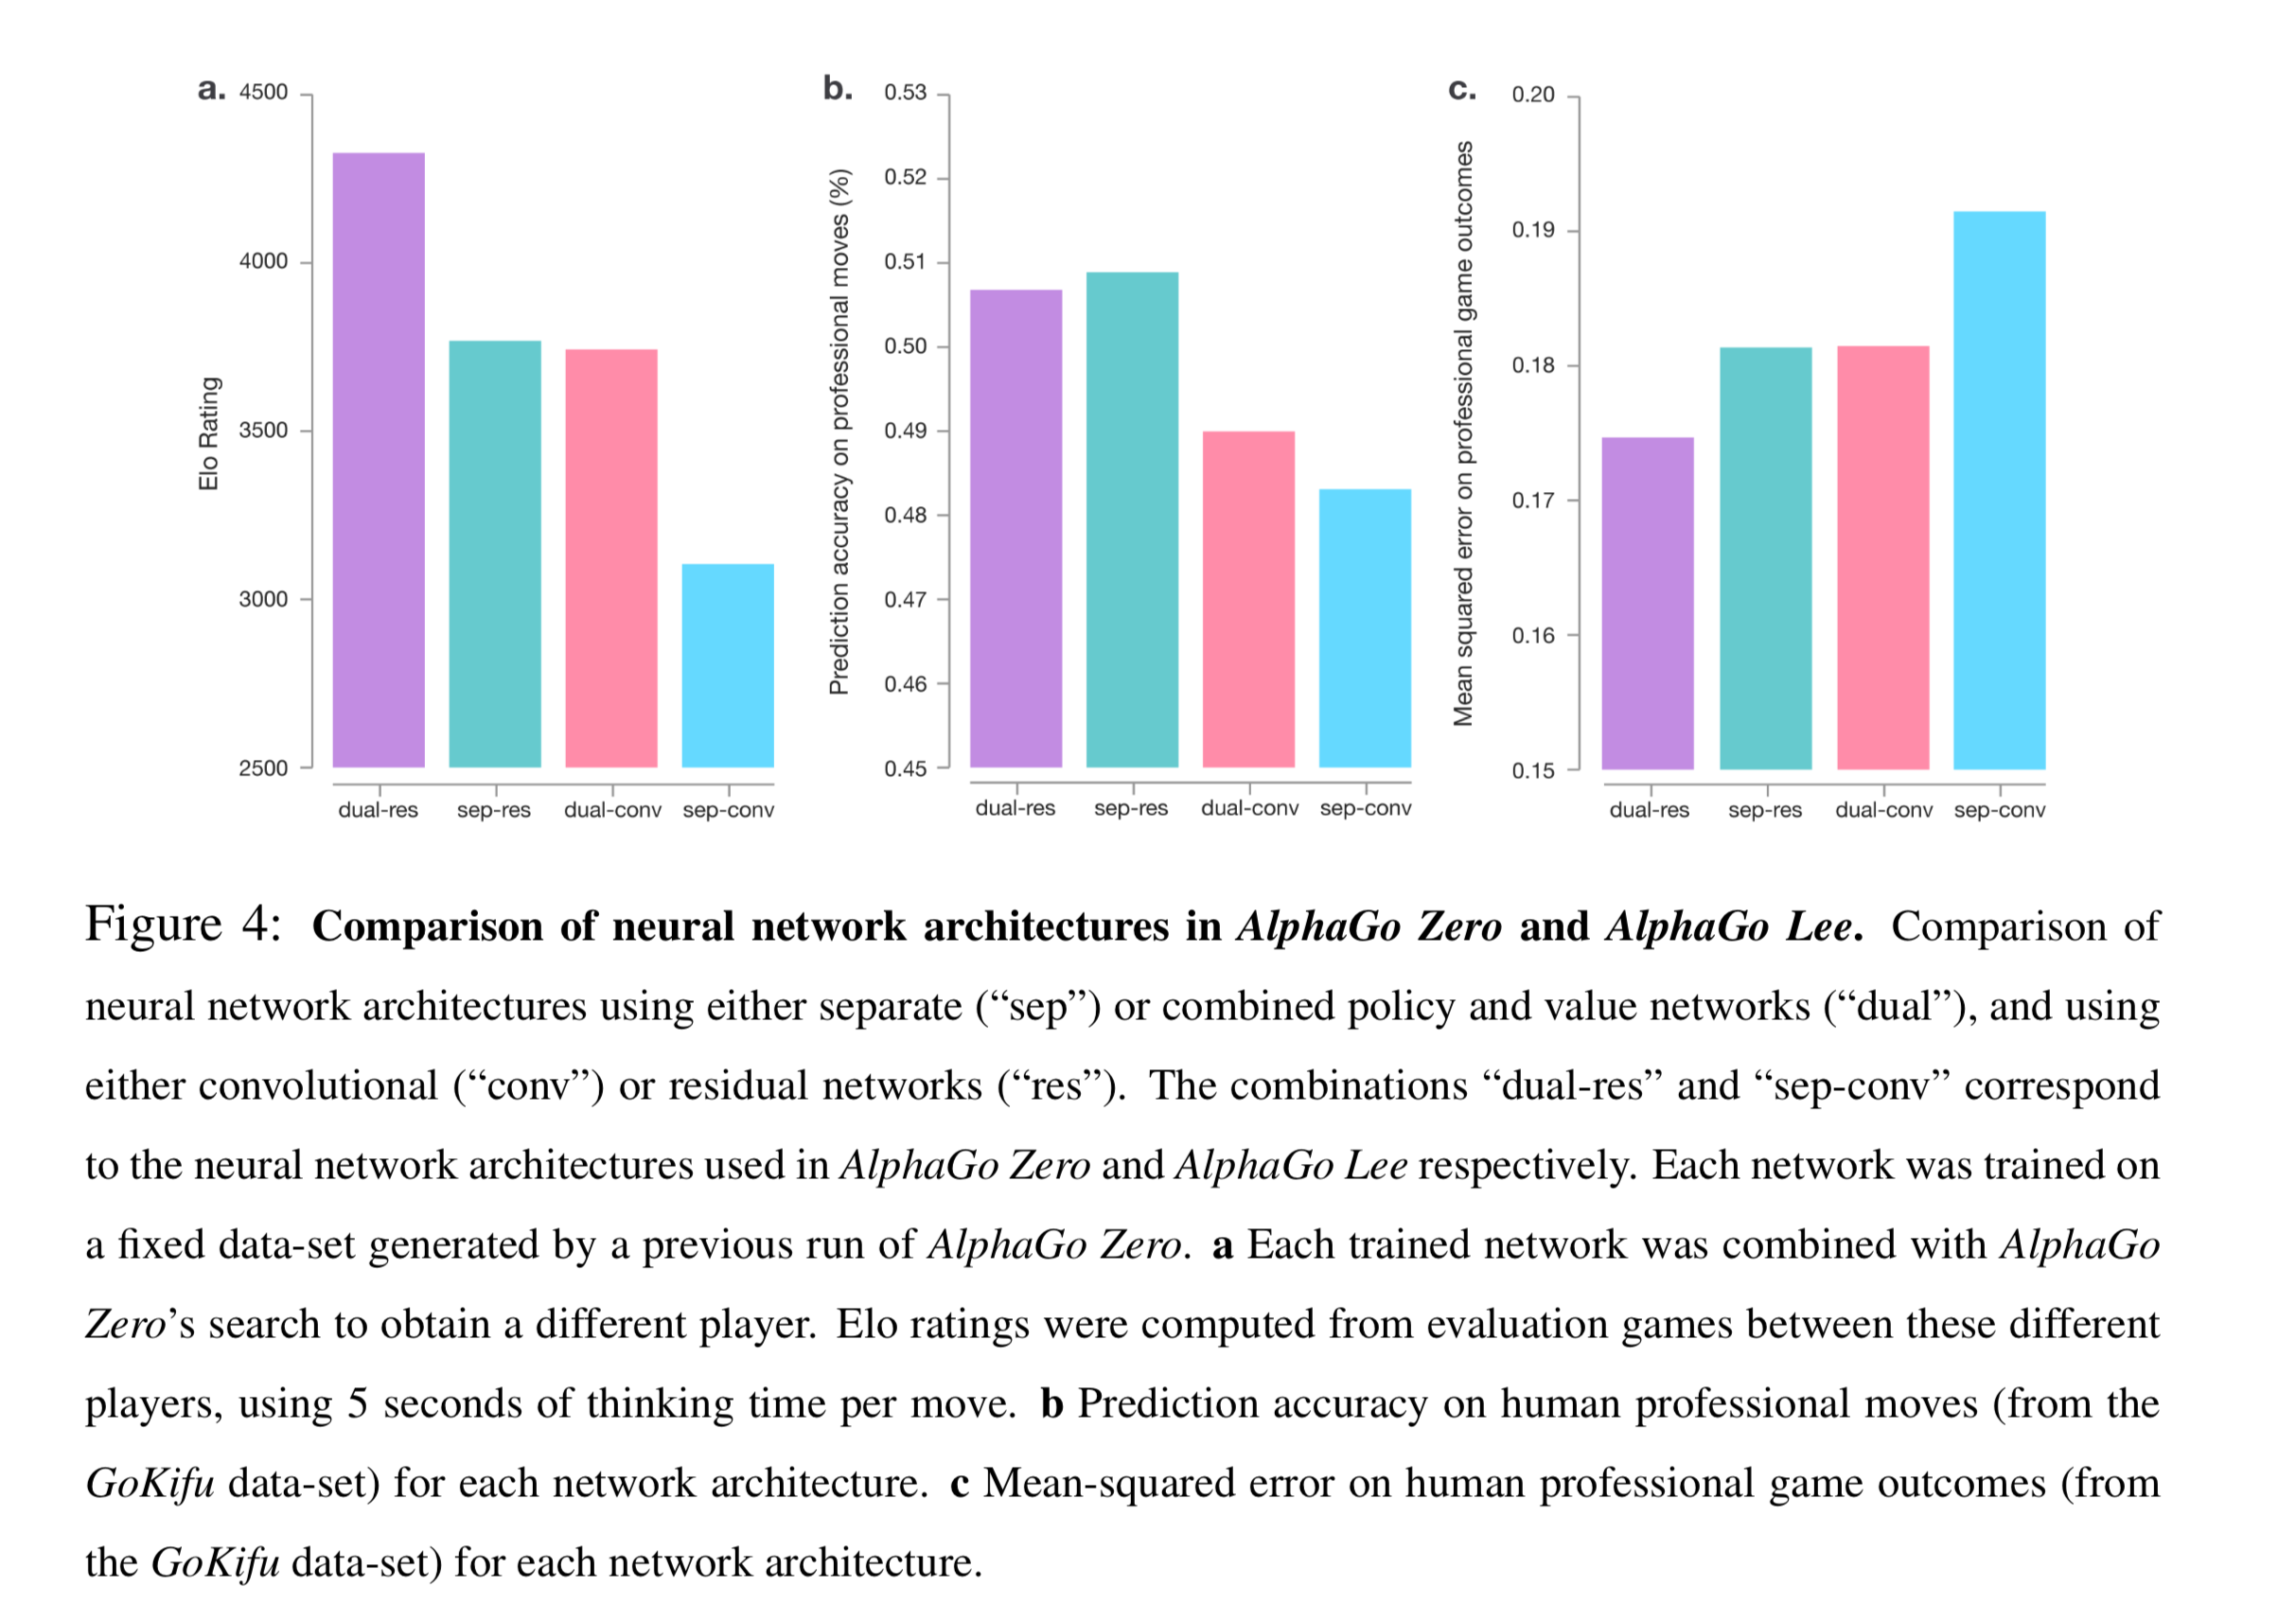 a.
4500
4000
3500
3000
2500
Elo Rating
dual-res
sep-res
dual-conv
sep-conv
b.
0.53
0.52
0.51
0.50
0.49
0.48
0.47
0.46
0.45
Prediction accuracy on professional moves (%)
dual-res
sep-res
dual-conv
sep-conv
c.
0.20
0.19
0.18
0.17
0.16
0.15
Mean squared error on professional game outcomes
dual-res
sep-res
dual-conv
sep-conv
Figure 4: Comparison of neural network architectures in AlphaGo Zero and AlphaGo Lee. Comparison of
neural network architectures using either separate (“sep”) or combined policy and value networks (“dual”), and using
either convolutional (“conv”) or residual networks (“res”). The combinations “dual-res” and “sep-conv” correspond
to the neural network architectures used in AlphaGo Zero and AlphaGo Lee respectively. Each network was trained on
a fixed data-set generated by a previous run of AlphaGo Zero. a Each trained network was combined with AlphaGo
Zero’s search to obtain a different player. Elo ratings were computed from evaluation games between these different
players, using 5 seconds of thinking time per move. b Prediction accuracy on human professional moves (from the
GoKifu data-set) for each network architecture. c Mean-squared error on human professional game outcomes (from
the GoKifu data-set) for each network architecture.